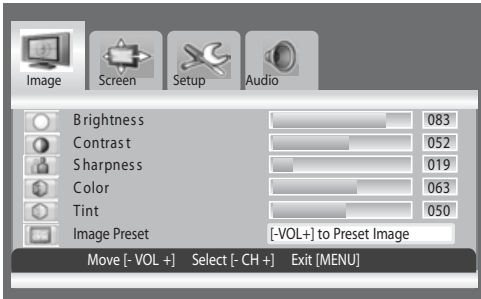 Image Screen Setup Audio
Brightness 083
Contrast 052
Sharpness 019
Color 063
Tint 050
Image Preset [-VOL+] to Preset Image
Move [- VOL +] Select [- CH +] Exit [MENU]